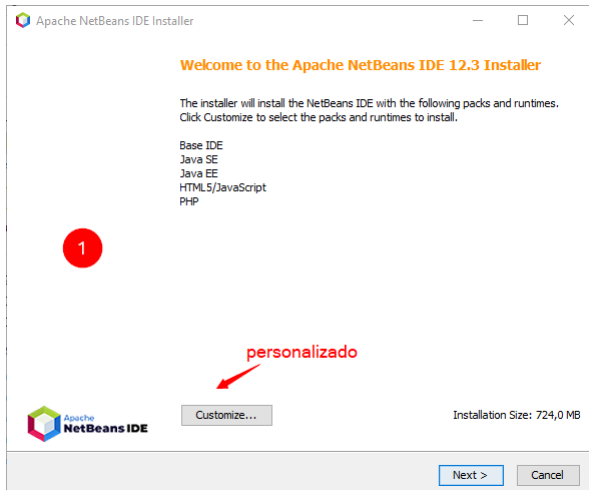 Apache NetBeans IDE Installer
Welcome to the Apache NetBeans IDE 12.3 Installer
The installer will install the NetBeans IDE with the following packs and runtimes.
Click Customize to select the packs and runtimes to install.
Base IDE
Java SE
Java EE
HTML5/JavaScript
PHP
1
personalizado
Apache
NetBeans IDE
Customize...
Installation Size: 724,0 MB
Next >
Cancel